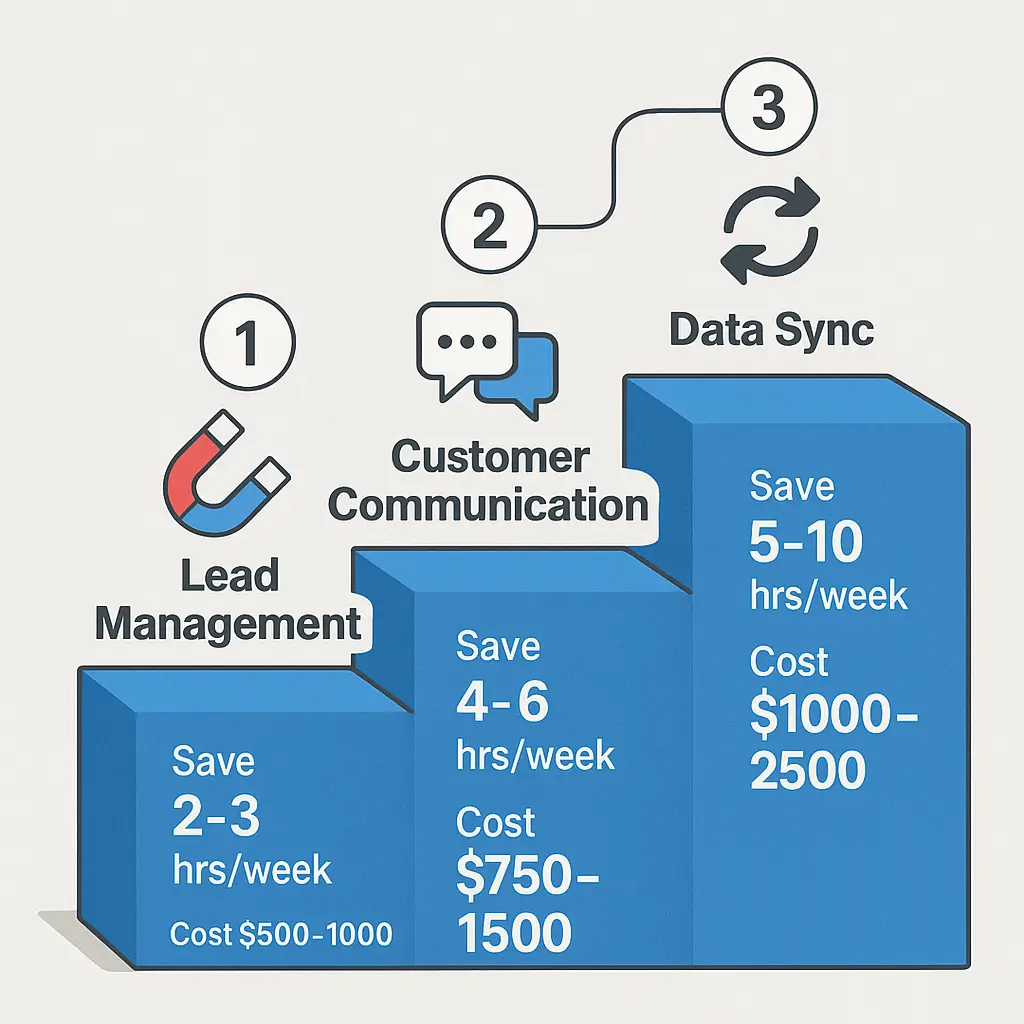 1
Lead
Management
Save
2-3
hrs/week
Cost $500-1000
2
Customer
Communication
Save
4-6
hrs/week
Cost
$750–
1500
3
Data Sync
Save
5-10
hrs/week
Cost
$1000–
2500